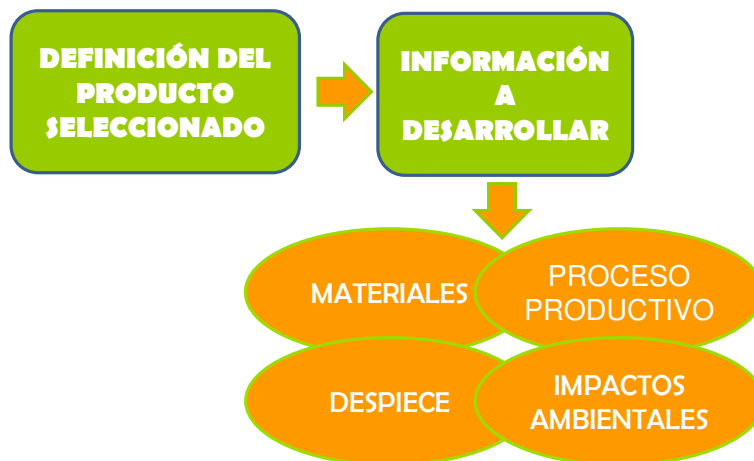 DEFINICIÓN DEL
PRODUCTO
SELECCIONADO
INFORMACIÓN
A
DESARROLLAR
MATERIALES
PROCESO
PRODUCTIVO
DESPIECE
IMPACTOS
AMBIENTALES